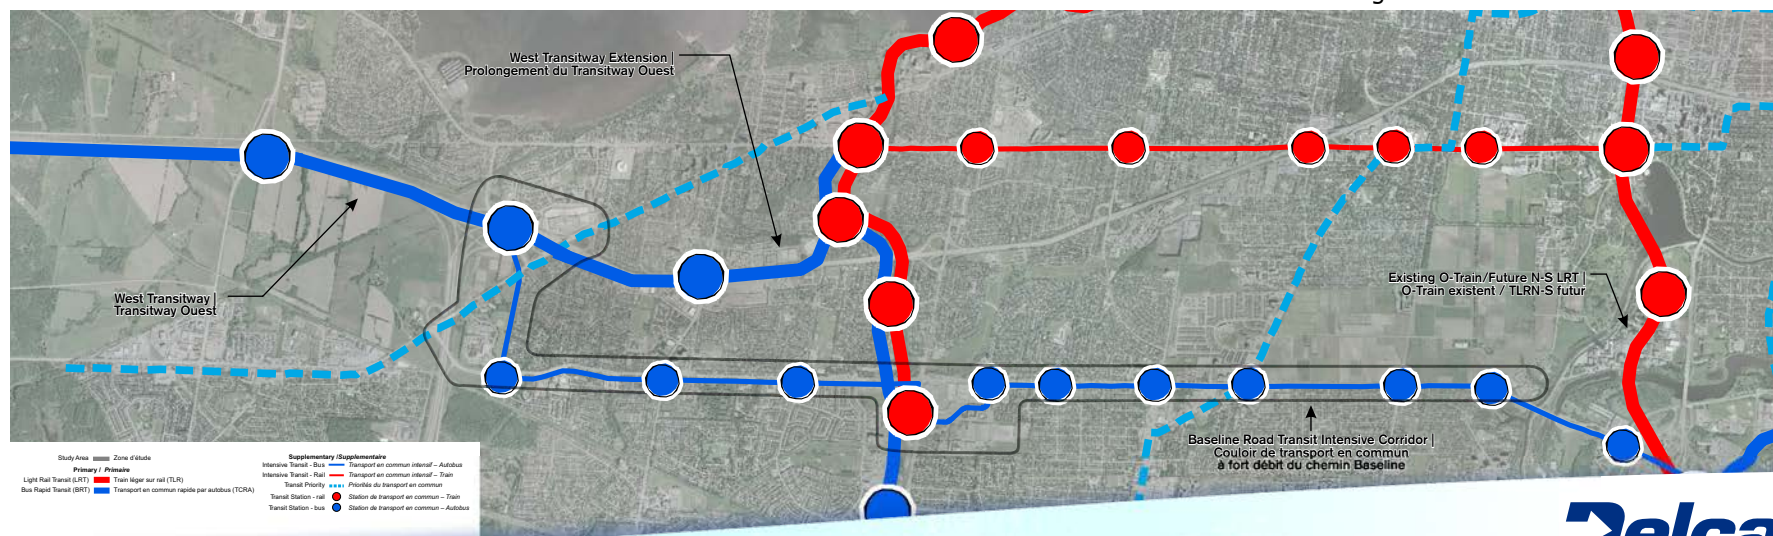 West Transitway Extension |
Prolongement du Transitway Ouest
West Transitway |
Transitway Ouest
Existing O-Train/Future N-S LRT |
O-Train existent / TLRN-S futur
Baseline Road Transit Intensive Corridor |
Couloir de transport en commun
à fort débit du chemin Baseline
Study Area Zone d'étude
Primary / Primaire
Light Rail Transit (LRT) Train léger sur rail (TLR)
Bus Rapid Transit (BRT) Transport en commun rapide par autobus (TCRA)
Supplementary /Supplementaire
Intensive Transit - Bus Transport en commun intensif – Autobus
Intensive Transit - Rail Transport en commun intensif – Train
Transit Priority Priorités du transport en commun
Transit Station - rail Station de transport en commun – Train
Transit Station - bus Station de transport en commun – Autobus